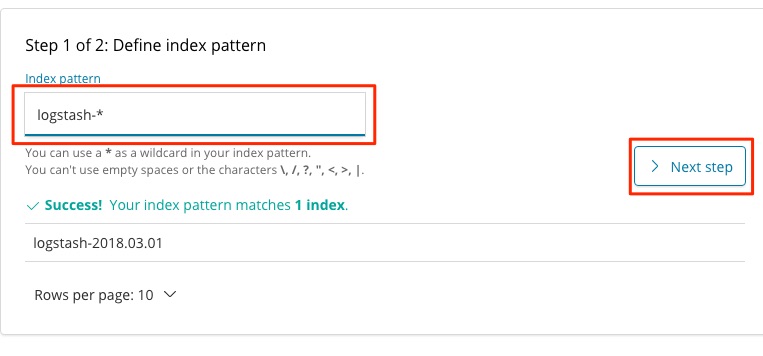 Step 1 of 2: Define index pattern
Index pattern
logstash-*
You can use a * as a wildcard in your index pattern.
You can't use empty spaces or the characters \, /, ?, ", <, >, |.
Next step
Success! Your index pattern matches 1 index.
logstash-2018.03.01
Rows per page: 10